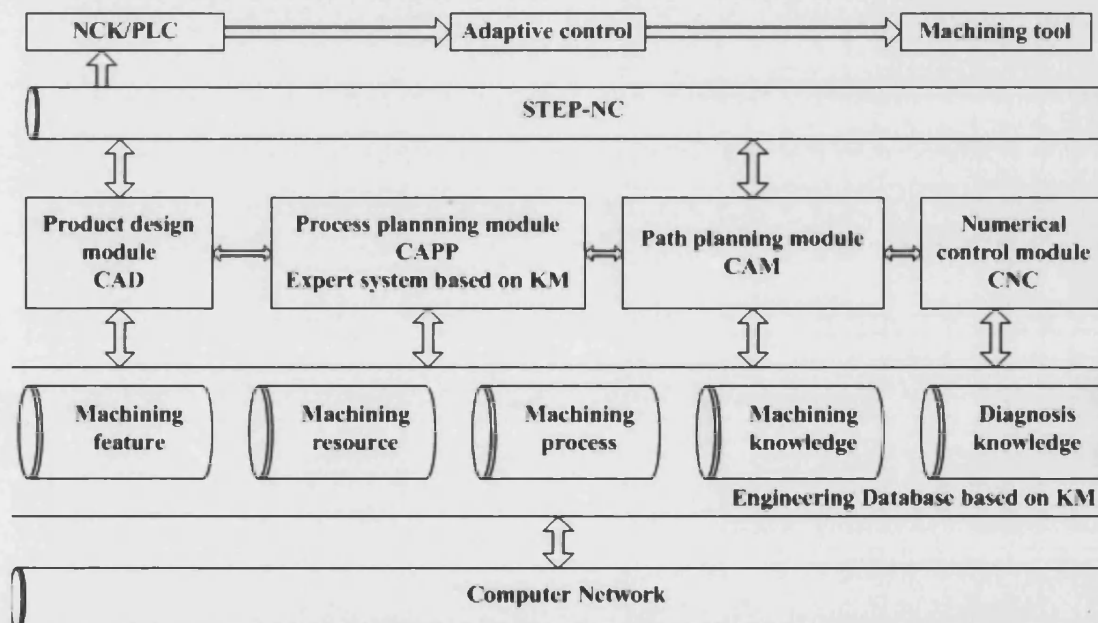 NCK/PLC
Adaptive control
Machining tool
STEP-NC
Product design
module
CAD
Process plannning module
CAPP
Expert system based on KM
Path planning module
CAM
Numerical
control module
CNC
Machining
feature
Machining
resource
Machining
process
Machining
knowledge
Diagnosis
knowledge
Engineering Database based on KM
Computer Network